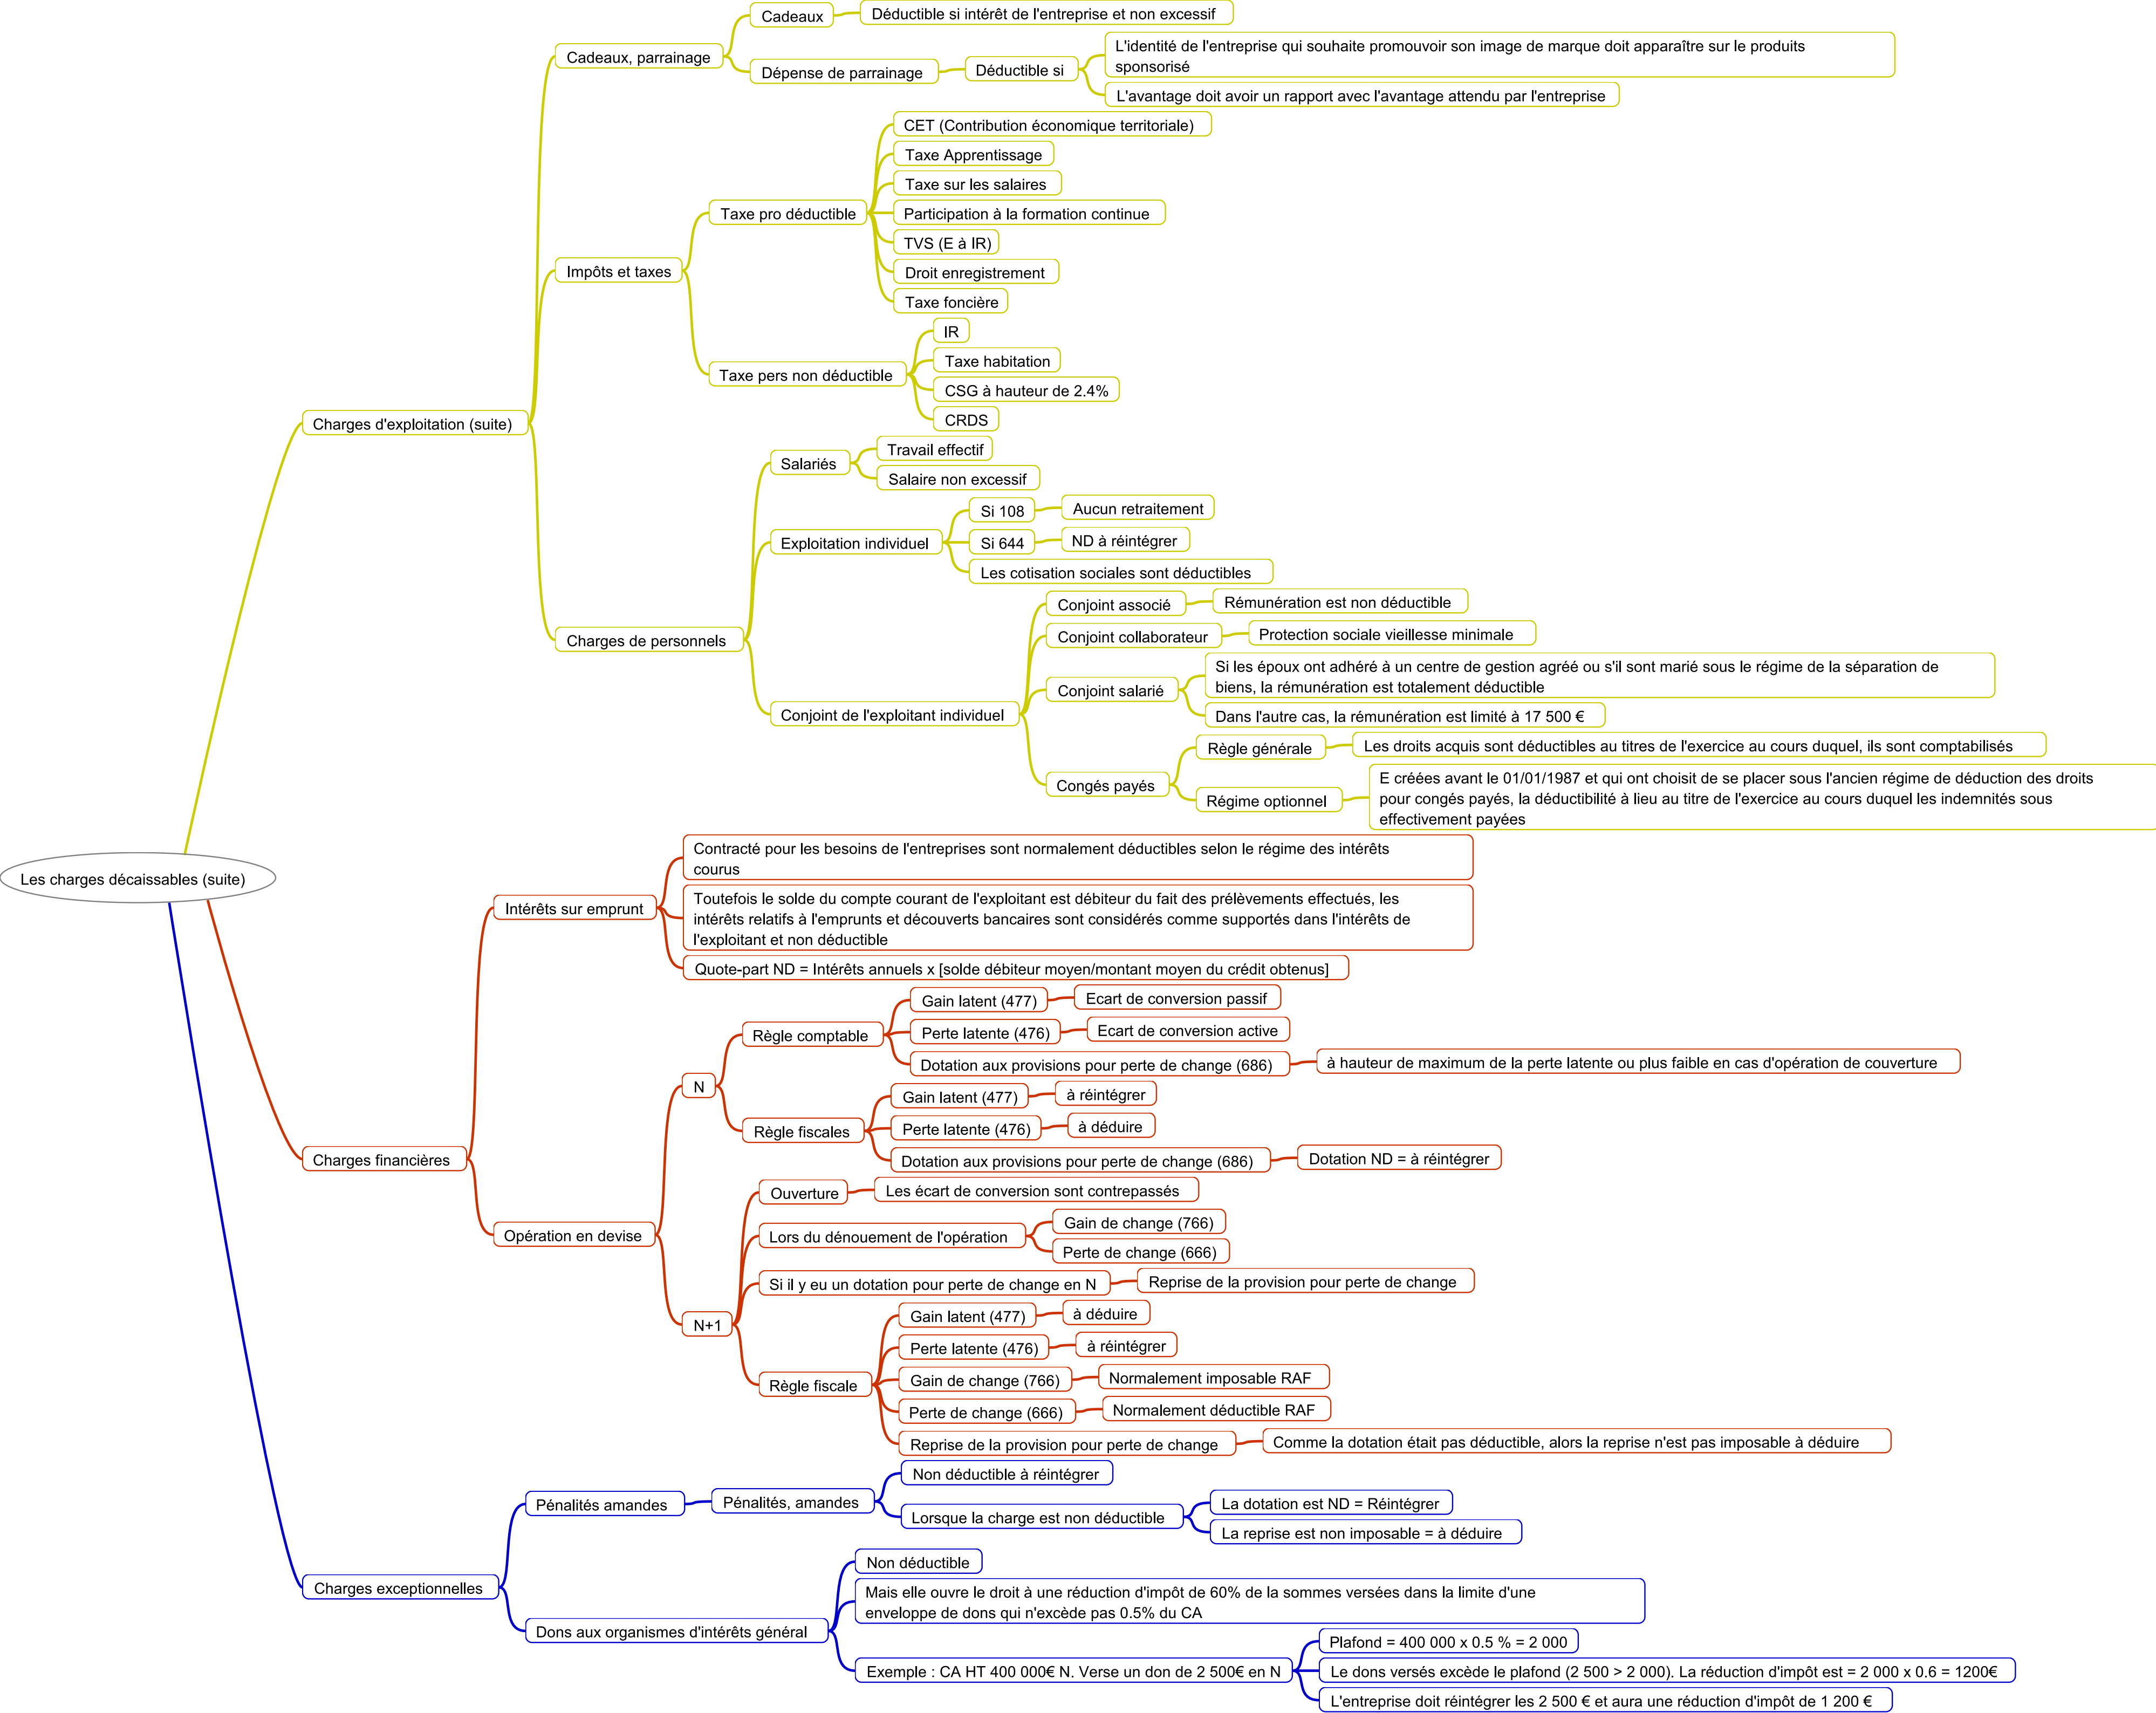 Cadeaux
Déductible si intérêt de l'entreprise et non excessif
Cadeaux, parrainage
Dépense de parrainage
Déductible si
L'identité de l'entreprise qui souhaite promouvoir son image de marque doit apparaître sur le produits
sponsorisé
L'avantage doit avoir un rapport avec l'avantage attendu par l'entreprise
CET (Contribution économique territoriale)
Taxe Apprentissage
Taxe sur les salaires
Taxe pro déductible
Participation à la formation continue
TVS (E à IR)
Droit enregistrement
Taxe foncière
Impôts et taxes
IR
Taxe habitation
Taxe pers non déductible
CSG à hauteur de 2.4%
CRDS
Charges d'exploitation (suite)
Salariés
Travail effectif
Salaire non excessif
Exploitation individuel
Si 108
Aucun retraitement
Si 644
ND à réintégrer
Les cotisation sociales sont déductibles
Charges de personnels
Conjoint associé
Rémunération est non déductible
Conjoint collaborateur
Protection sociale vieillesse minimale
Conjoint salarié
Si les époux ont adhéré à un centre de gestion agréé ou s'il sont marié sous le régime de la séparation de
biens, la rémunération est totalement déductible
Dans l'autre cas, la rémunération est limité à 17 500 €
Conjoint de l'exploitant individuel
Congés payés
Règle générale
Les droits acquis sont déductibles au titres de l'exercice au cours duquel, ils sont comptabilisés
Régime optionnel
E créées avant le 01/01/1987 et qui ont choisit de se placer sous l'ancien régime de déduction des droits
pour congés payés, la déductibilité à lieu au titre de l'exercice au cours duquel les indemnités sous
effectivement payées
Les charges décaissables (suite)
Contracté pour les besoins de l'entreprises sont normalement déductibles selon le régime des intérêts
courus
Intérêts sur emprunt
Toutefois le solde du compte courant de l'exploitant est débiteur du fait des prélèvements effectués, les
intérêts relatifs à l'emprunts et découverts bancaires sont considérés comme supportés dans l'intérêts de
l'exploitant et non déductible
Quote-part ND = Intérêts annuels x [solde débiteur moyen/montant moyen du crédit obtenus]
Charges financières
Opération en devise
N
Règle comptable
Gain latent (477)
Ecart de conversion passif
Perte latente (476)
Ecart de conversion active
Dotation aux provisions pour perte de change (686)
à hauteur de maximum de la perte latente ou plus faible en cas d'opération de couverture
Règle fiscales
Gain latent (477)
à réintégrer
Perte latente (476)
à déduire
Dotation aux provisions pour perte de change (686)
Dotation ND = à réintégrer
N+1
Ouverture
Les écart de conversion sont contrepassés
Lors du dénouement de l'opération
Gain de change (766)
Perte de change (666)
Si il y eu un dotation pour perte de change en N
Reprise de la provision pour perte de change
Règle fiscale
Gain latent (477)
à déduire
Perte latente (476)
à réintégrer
Gain de change (766)
Normalement imposable RAF
Perte de change (666)
Normalement déductible RAF
Reprise de la provision pour perte de change
Comme la dotation était pas déductible, alors la reprise n'est pas imposable à déduire
Charges exceptionnelles
Pénalités amandes
Pénalités, amandes
Non déductible à réintégrer
Lorsque la charge est non déductible
La dotation est ND = Réintégrer
La reprise est non imposable = à déduire
Dons aux organismes d'intérêts général
Non déductible
Mais elle ouvre le droit à une réduction d'impôt de 60% de la sommes versées dans la limite d'une
enveloppe de dons qui n'excède pas 0.5% du CA
Exemple : CA HT 400 000€ N. Verse un don de 2 500€ en N
Plafond = 400 000 x 0.5 % = 2 000
Le dons versés excède le plafond (2 500 > 2 000). La réduction d'impôt est = 2 000 x 0.6 = 1200€
L'entreprise doit réintégrer les 2 500 € et aura une réduction d'impôt de 1 200 €